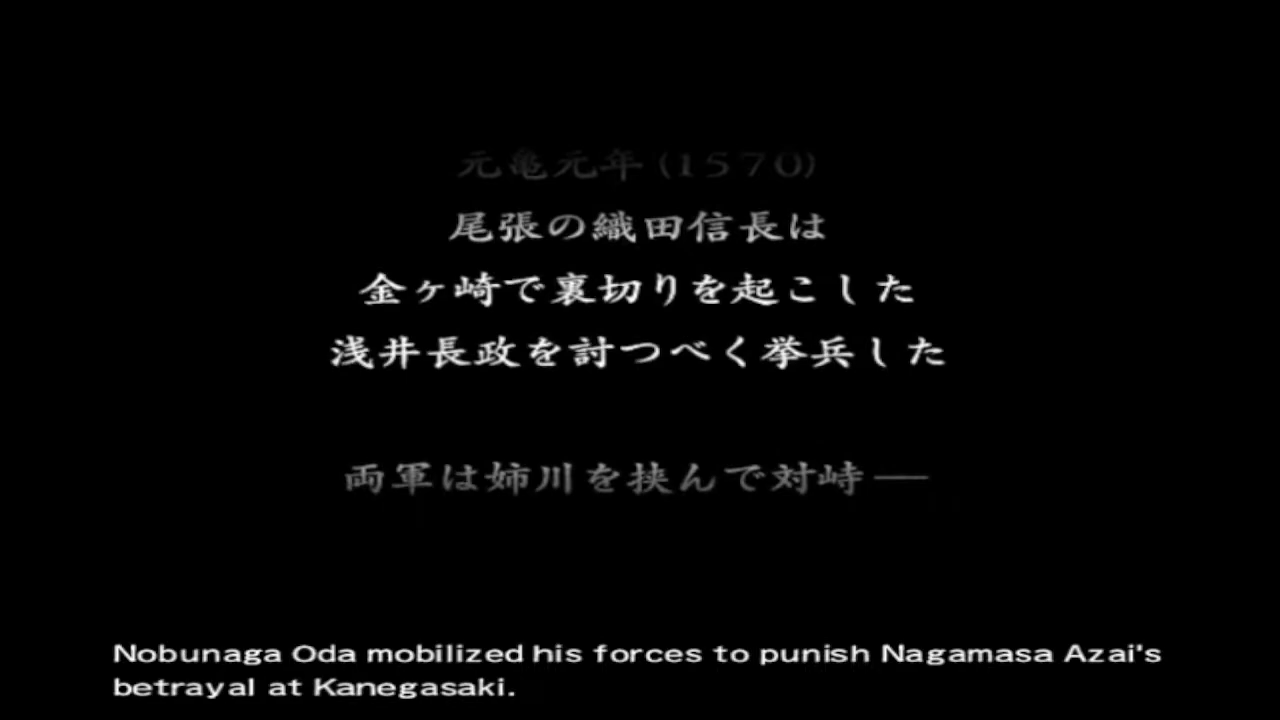 元亀元年(1570)
尾張の織田信長は
金ヶ崎で裏切りを起こした
浅井長政を討つべく挙兵した
両軍は姉川を挟んで対峙──
Nobunaga Oda mobilized his forces to punish Nagamasa Azai's
betrayal at Kanegasaki.